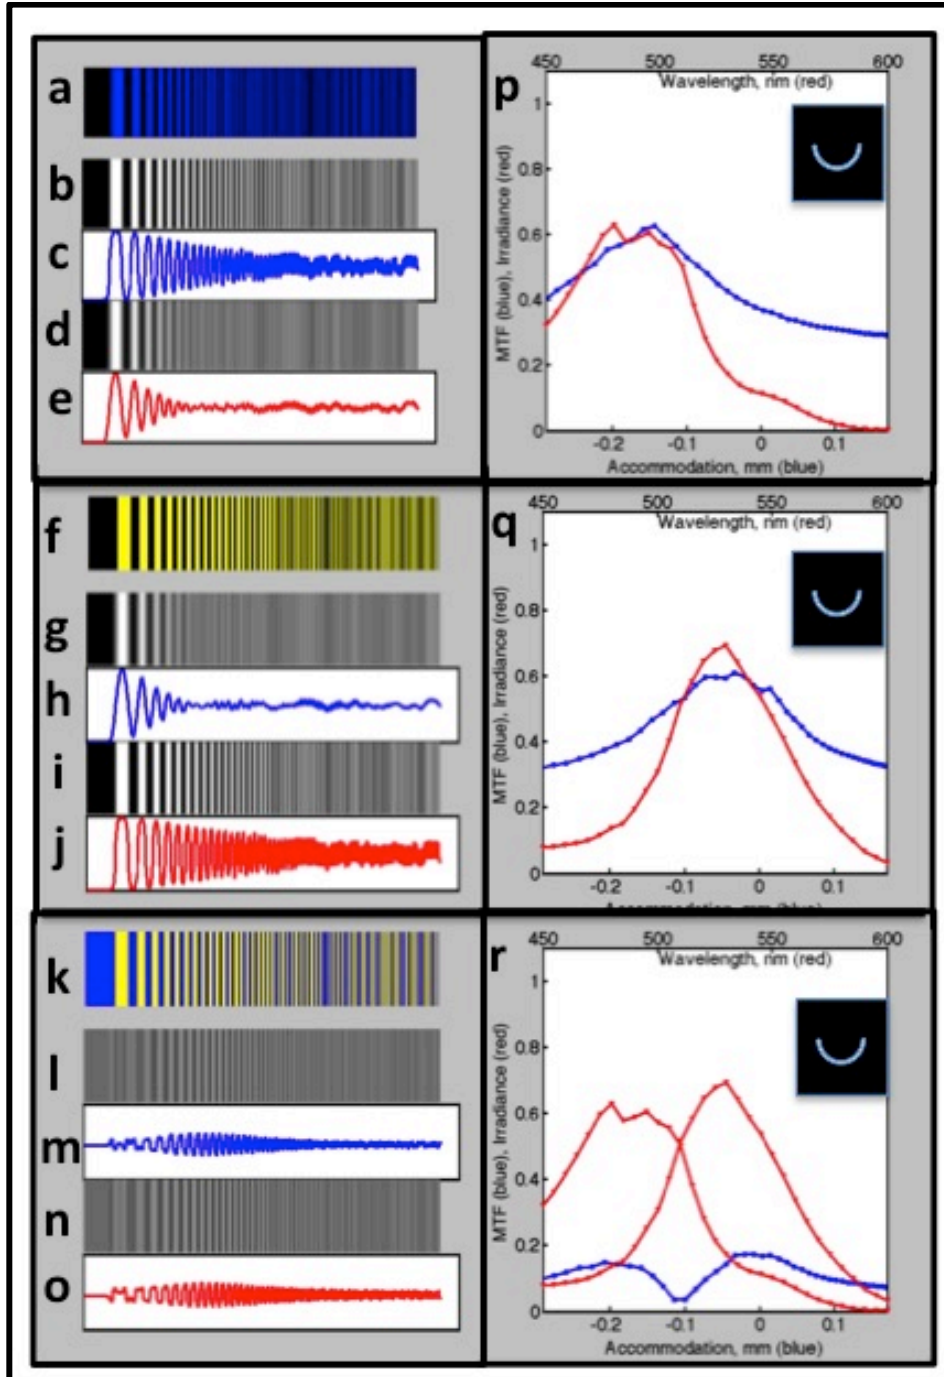 a
b
c
d
e
p
450 500 550 600
Wavelength, nm (red)
MTF (blue), Irradiance (red)
1
0.8
0.6
0.4
0.2
0
-0.2 -0.1 0 0.1
Accommodation, mm (blue)
f
g
h
i
j
q
450 500 550 600
Wavelength, nm (red)
MTF (blue), Irradiance (red)
1
0.8
0.6
0.4
0.2
0
-0.2 -0.1 0 0.1
Accommodation, mm (blue)
k
l
m
n
o
r
450 500 550 600
Wavelength, nm (red)
MTF (blue), Irradiance (red)
1
0.8
0.6
0.4
0.2
0
-0.2 -0.1 0 0.1
Accommodation, mm (blue)